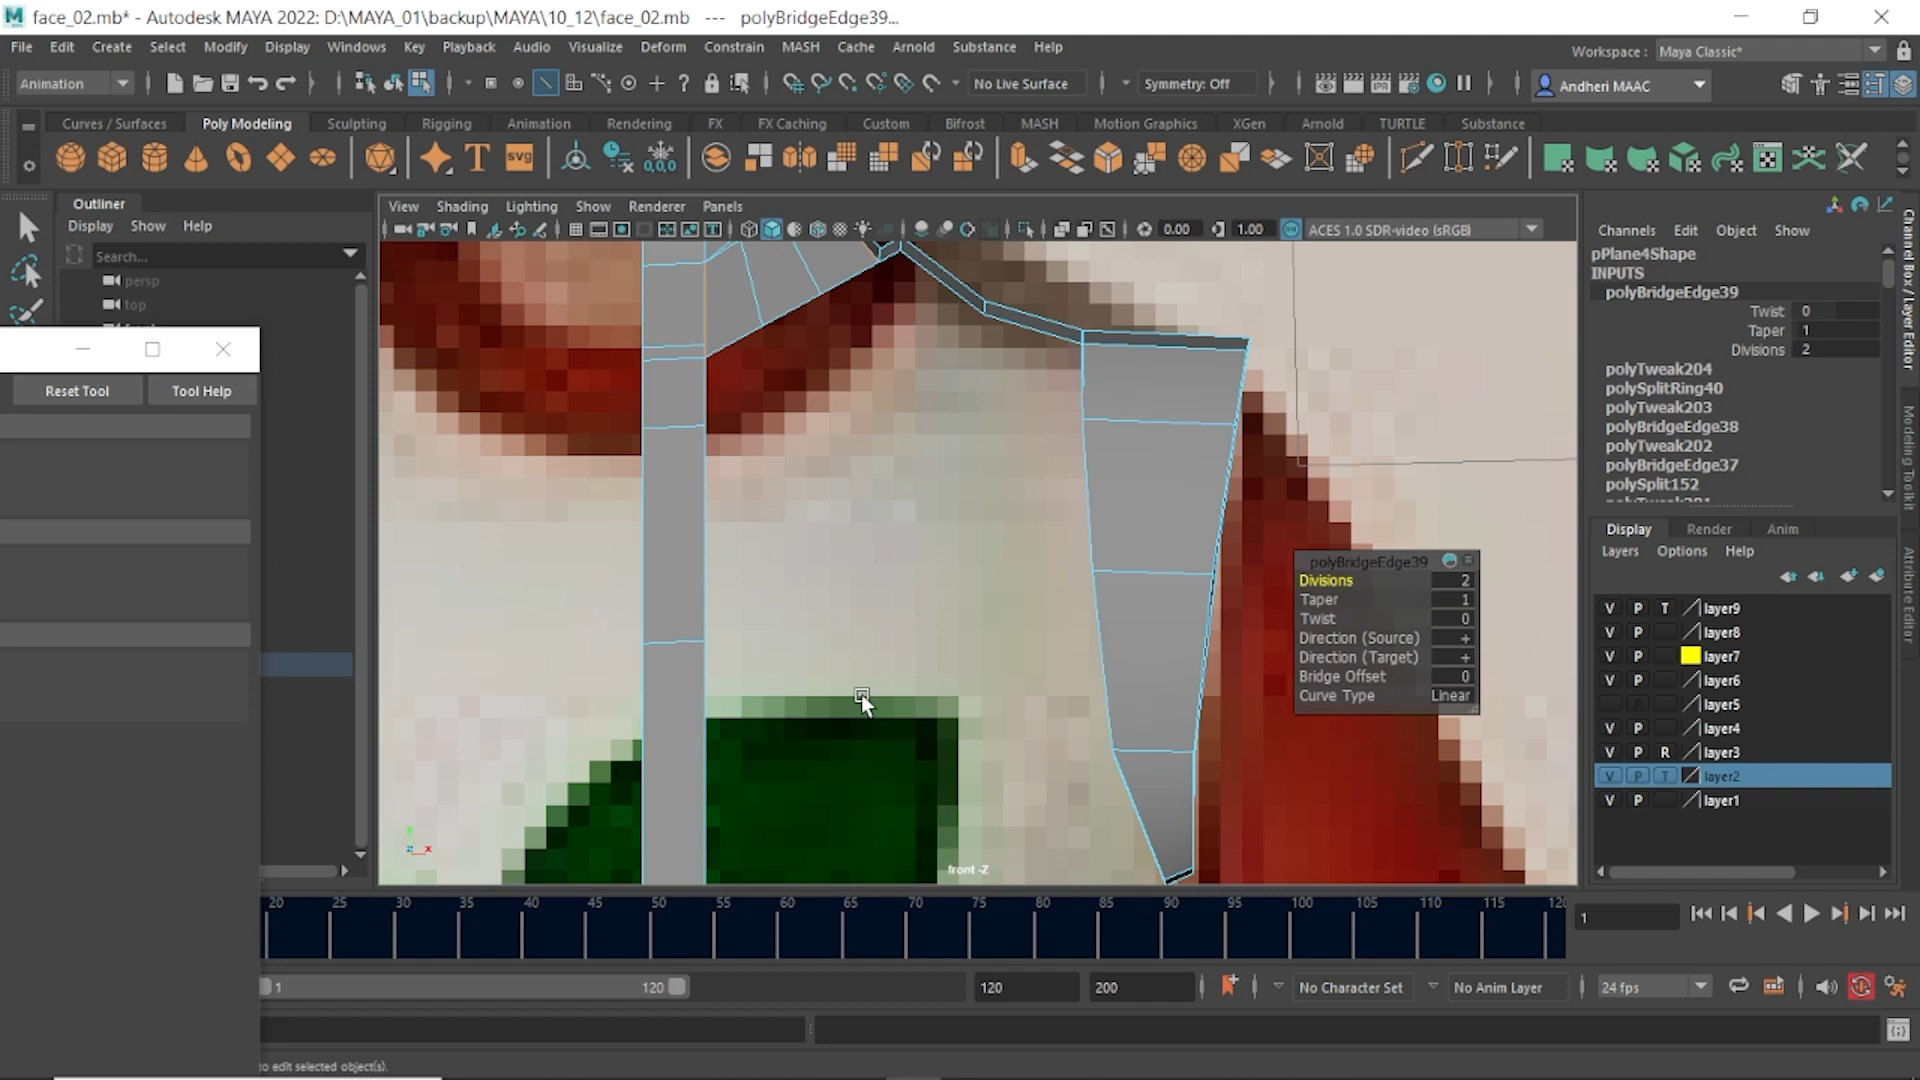 face_02.mb* - Autodesk MAYA 2022: D:\MAYA_01\backup\MAYA\10_12\face_02.mb --- polyBridgeEdge39...
File Edit Create Select Modify Display Windows Key Playback Audio Visualize Deform Constrain MASH Cache Arnold Substance Help
Workspace : Maya Classic*
Animation
No Live Surface
Symmetry: Off
Andheri MAAC
Curves / Surfaces Poly Modeling Sculpting Rigging Animation Rendering FX FX Caching Custom Bifrost MASH Motion Graphics XGen Arnold TURTLE Substance
Outliner
Display Show Help
Search...
persp
top
Reset Tool Tool Help
View Shading Lighting Show Renderer Panels
0.00 1.00 ACES 1.0 SDR-video (sRGB)
front -Z
polyBridgeEdge39
Divisions 2
Taper 1
Twist 0
Direction (Source) +
Direction (Target) +
Bridge Offset 0
Curve Type Linear
Channels Edit Object Show
pPlane4Shape
INPUTS
polyBridgeEdge39
Twist 0
Taper 1
Divisions 2
polyTweak204
polySplitRing40
polyTweak203
polyBridgeEdge38
polyTweak202
polyBridgeEdge37
polySplit152
Display Render Anim
Layers Options Help
V P T layer9
V P layer8
V P layer7
V P layer6
layer5
V P layer4
V P R layer3
V P T layer2
V P layer1
Channel Box / Layer Editor
Modeling Toolkit
Attribute Editor
20 25 30 35 40 45 50 55 60 65 70 75 80 85 90 95 100 105 110 115 120
1
1 120
120 200
No Character Set
No Anim Layer
24 fps
to edit selected object(s).